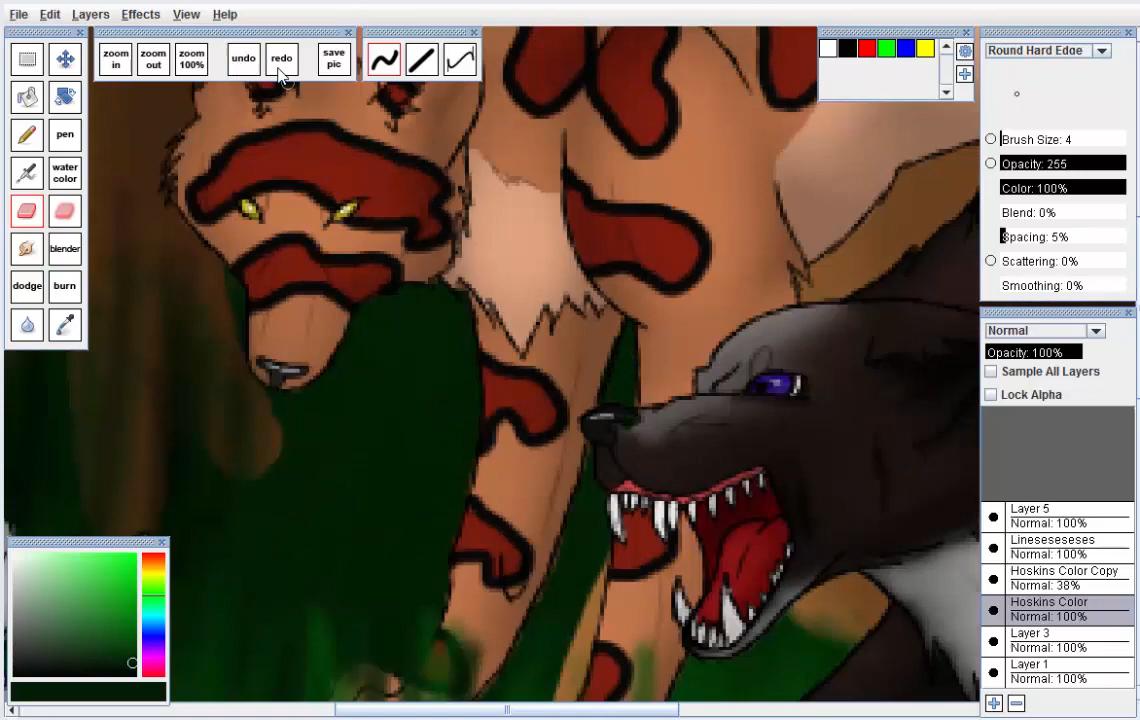 File Edit Layers Effects View Help
zoom in
zoom out
zoom 100%
undo
redo
save pic
pen
water color
blender
dodge
burn
Round Hard Edge
Brush Size: 4
Opacity: 255
Color: 100%
Blend: 0%
Spacing: 5%
Scattering: 0%
Smoothing: 0%
Normal
Opacity: 100%
Sample All Layers
Lock Alpha
Layer 5
Normal: 100%
Lineseseseses
Normal: 100%
Hoskins Color Copy
Normal: 38%
Hoskins Color
Normal: 100%
Layer 3
Normal: 100%
Layer 1
Normal: 100%